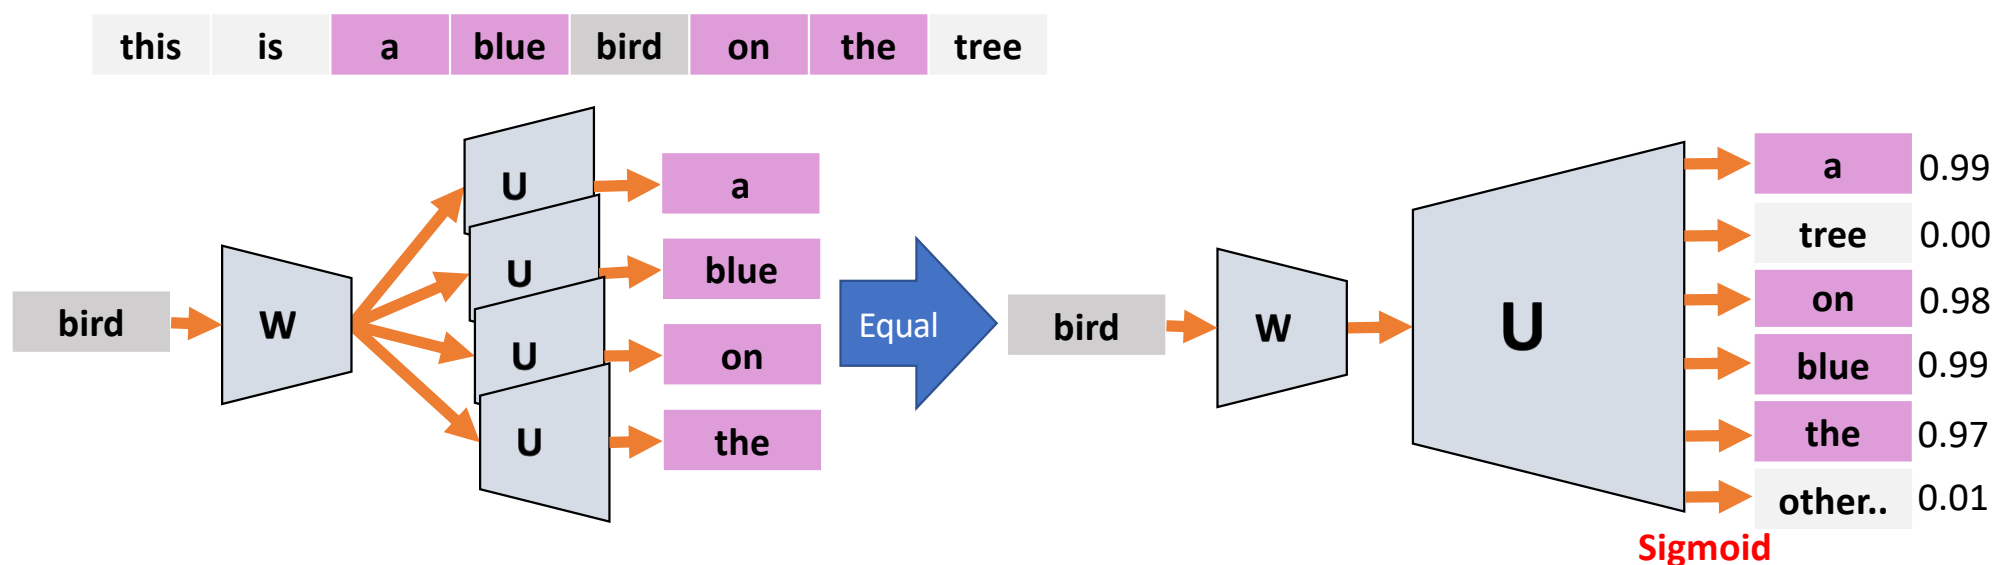 this is a blue bird on the tree
bird
W
U
U
U
U
a
blue
on
the
Equal
bird
W
U
a 0.99
tree 0.00
on 0.98
blue 0.99
the 0.97
other.. 0.01
Sigmoid